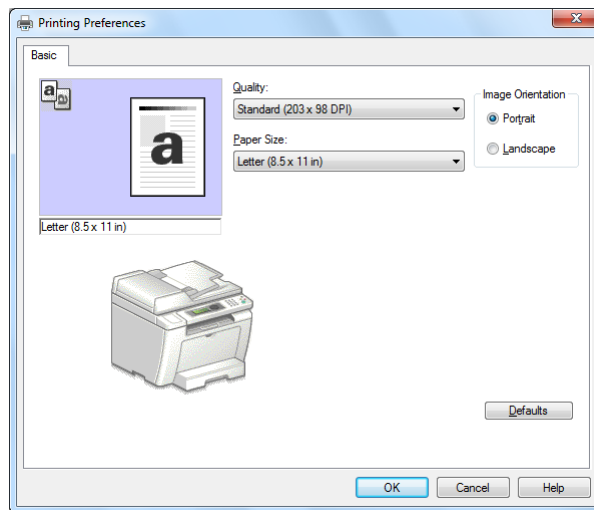 Printing Preferences
Basic
a
a
a
Letter (8.5 x 11 in)
Quality:
Standard (203 x 98 DPI)
Paper Size:
Letter (8.5 x 11 in)
Image Orientation
Portrait
Landscape
Defaults
OK
Cancel
Help